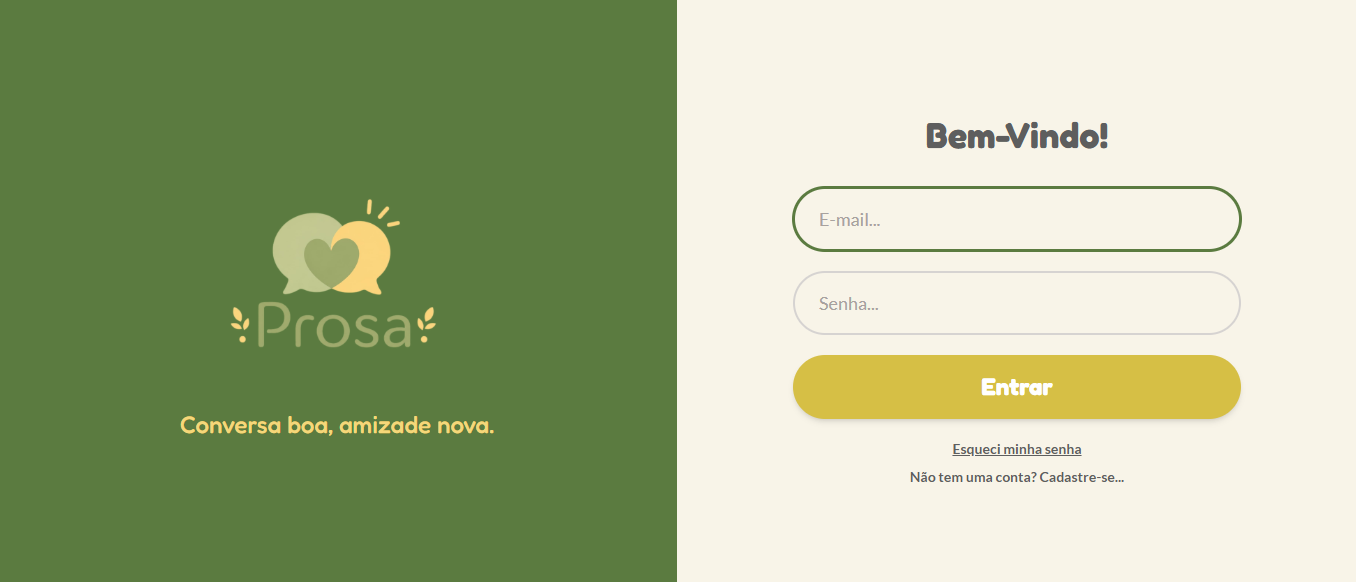 Prosa
Conversa boa, amizade nova.
Bem-Vindo!
E-mail...
Senha...
Entrar
Esqueci minha senha
Não tem uma conta? Cadastre-se...